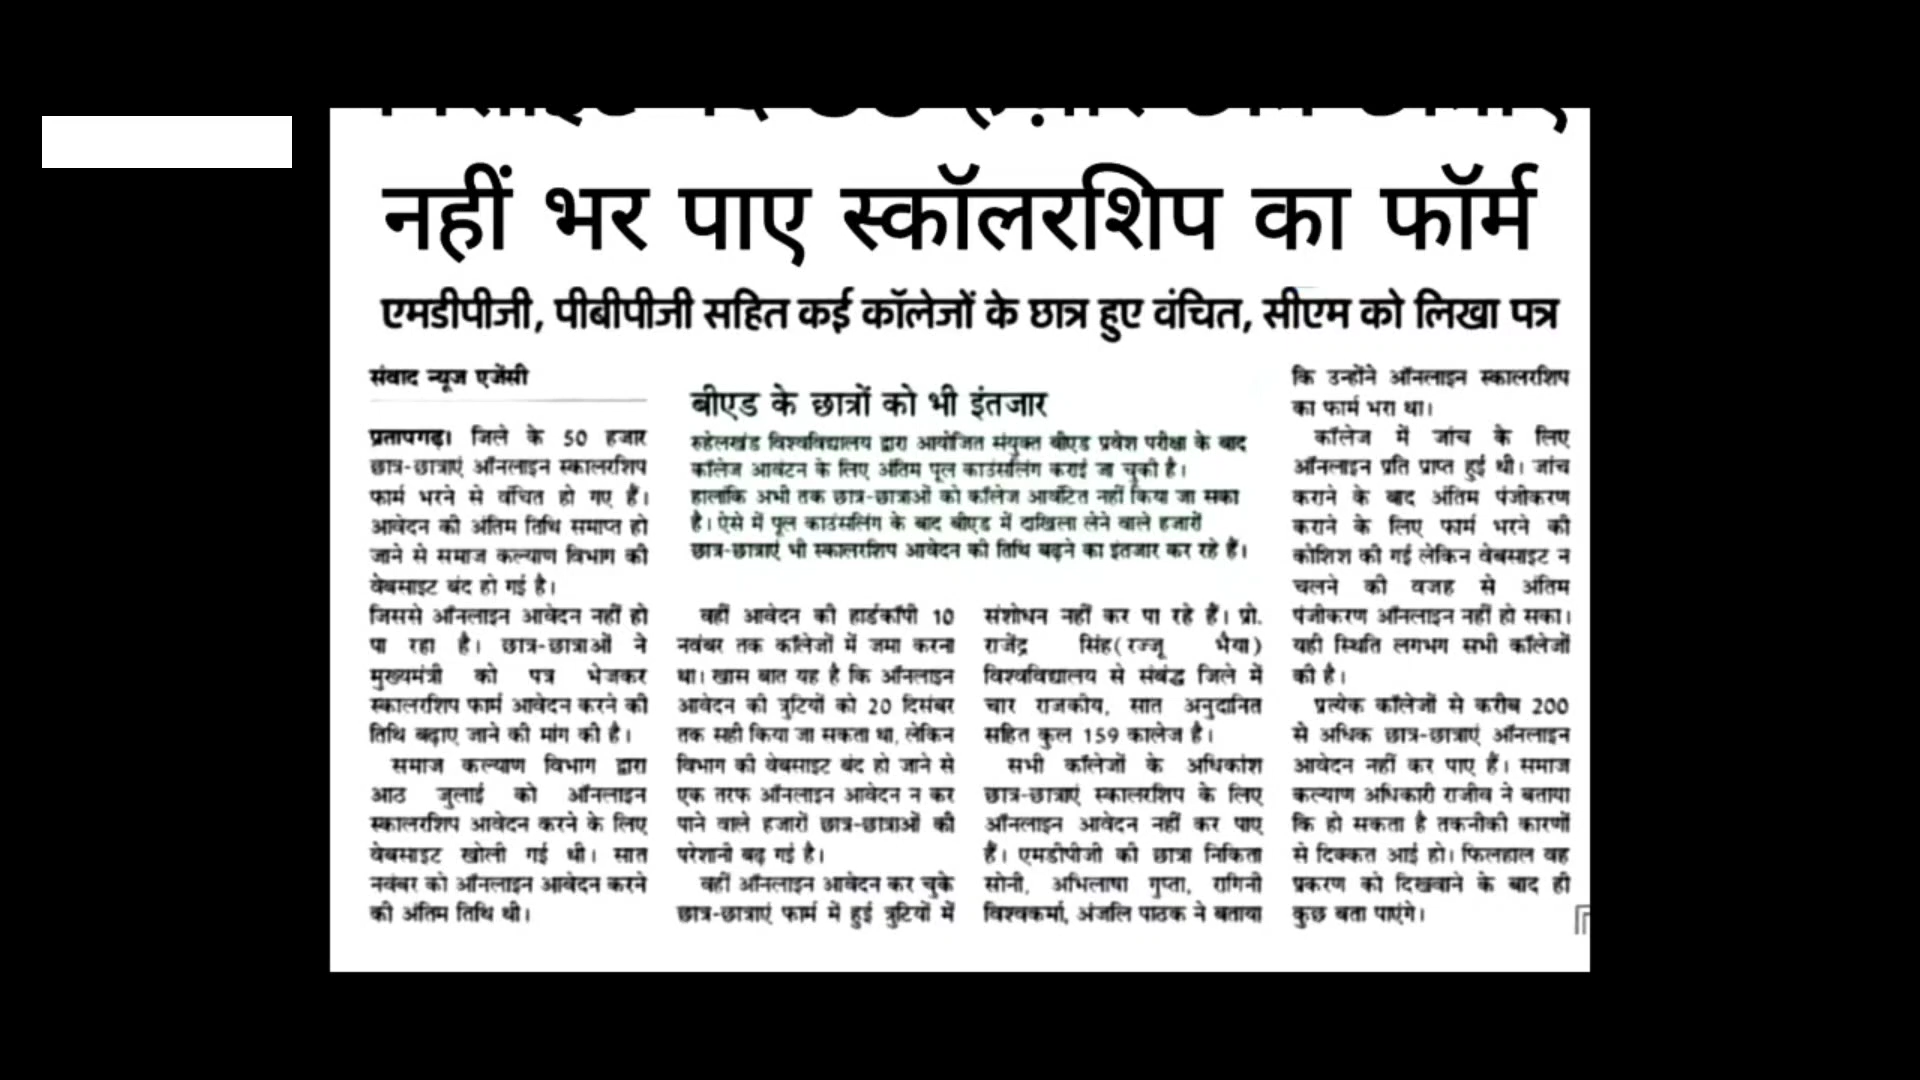 नहीं भर पाए स्कॉलरशिप का फॉर्म
एमडीपीजी, पीबीपीजी सहित कई कॉलेजों के छात्र हुए वंचित, सीएम को लिखा पत्र
संवाद न्यूज एजेंसी
प्रतापगढ़। जिले के 50 हजार
छात्र-छात्राएं ऑनलाइन स्कालरशिप
फार्म भरने से वंचित हो गए हैं।
आवेदन की अंतिम तिथि समाप्त हो
जाने से समाज कल्याण विभाग की
वेबसाइट बंद हो गई है।
जिससे ऑनलाइन आवेदन नहीं हो
पा रहा है। छात्र-छात्राओं ने
मुख्यमंत्री को पत्र भेजकर
स्कालरशिप फार्म आवेदन करने की
तिथि बढ़ाए जाने की मांग की है।
समाज कल्याण विभाग द्वारा
आठ जुलाई को ऑनलाइन
स्कालरशिप आवेदन करने के लिए
वेबसाइट खोली गई थी। सात
नवंबर को ऑनलाइन आवेदन करने
की अंतिम तिथि थी।
बीएड के छात्रों को भी इंतजार
रुहेलखंड विश्वविद्यालय द्वारा आयोजित संयुक्त बीएड प्रवेश परीक्षा के बाद
कॉलेज आवंटन के लिए अंतिम पूल काउंसलिंग कराई जा चुकी है।
हालांकि अभी तक छात्र-छात्राओं को कॉलेज आवंटित नहीं किया जा सका
है। ऐसे में पूल काउंसलिंग के बाद बीएड में दाखिला लेने वाले हजारों
छात्र-छात्राएं भी स्कालरशिप आवेदन की तिथि बढ़ने का इंतजार कर रहे हैं।
वहीं आवेदन की हार्डकॉपी 10
नवंबर तक कॉलेजों में जमा करना
था। खास बात यह है कि ऑनलाइन
आवेदन की त्रुटियों को 20 दिसंबर
तक सही किया जा सकता था, लेकिन
विभाग की वेबसाइट बंद हो जाने से
एक तरफ ऑनलाइन आवेदन न कर
पाने वाले हजारों छात्र-छात्राओं की
परेशानी बढ़ गई है।
वहीं ऑनलाइन आवेदन कर चुके
छात्र-छात्राएं फार्म में हुई त्रुटियों में
संशोधन नहीं कर पा रहे हैं। प्रो.
राजेंद्र सिंह(रज्जू भैया)
विश्वविद्यालय से संबंद्ध जिले में
चार राजकीय, सात अनुदानित
सहित कुल 159 कालेज है।
सभी कॉलेजों के अधिकांश
छात्र-छात्राएं स्कालरशिप के लिए
ऑनलाइन आवेदन नहीं कर पाए
हैं। एमडीपीजी की छात्रा निकिता
सोनी, अभिलाषा गुप्ता, रागिनी
विश्वकर्मा, अंजलि पाठक ने बताया
कि उन्होंने ऑनलाइन स्कालरशिप
का फार्म भरा था।
कॉलेज में जांच के लिए
ऑनलाइन प्रति प्राप्त हुई थी। जांच
कराने के बाद अंतिम पंजीकरण
कराने के लिए फार्म भरने की
कोशिश की गई लेकिन वेबसाइट न
चलने की वजह से अंतिम
पंजीकरण ऑनलाइन नहीं हो सका।
यही स्थिति लगभग सभी कॉलेजों
की है।
प्रत्येक कॉलेजों से करीब 200
से अधिक छात्र-छात्राएं ऑनलाइन
आवेदन नहीं कर पाए हैं। समाज
कल्याण अधिकारी राजीव ने बताया
कि हो सकता है तकनीकी कारणों
से दिक्कत आई हो। फिलहाल वह
प्रकरण को दिखवाने के बाद ही
कुछ बता पाएंगे।